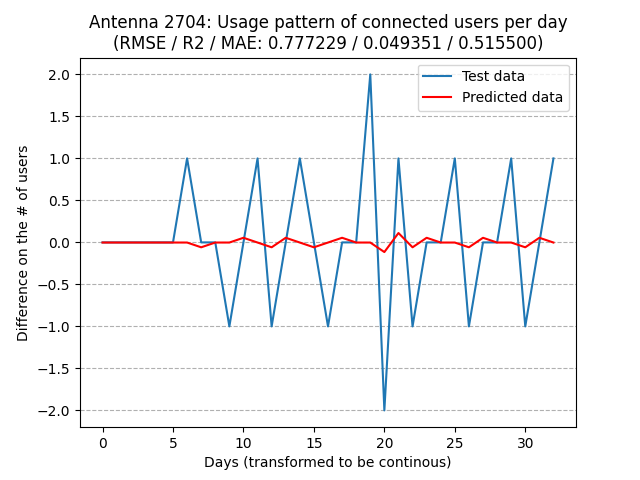 Antenna 2704: Usage pattern of connected users per day
(RMSE / R2 / MAE: 0.777229 / 0.049351 / 0.515500)
Test data
Predicted data
2.0
1.5
1.0
0.5
0.0
−0.5
−1.0
−1.5
−2.0
Difference on the # of users
0 5 10 15 20 25 30
Days (transformed to be continous)